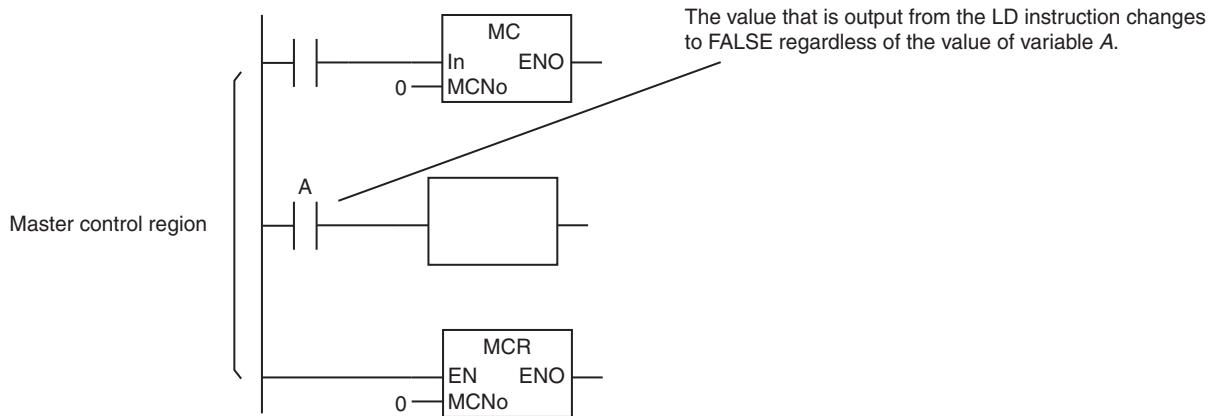 The value that is output from the LD instruction changes
to FALSE regardless of the value of variable A.
MC
In ENO
0 MCNo
A
Master control region
MCR
EN ENO
0 MCNo